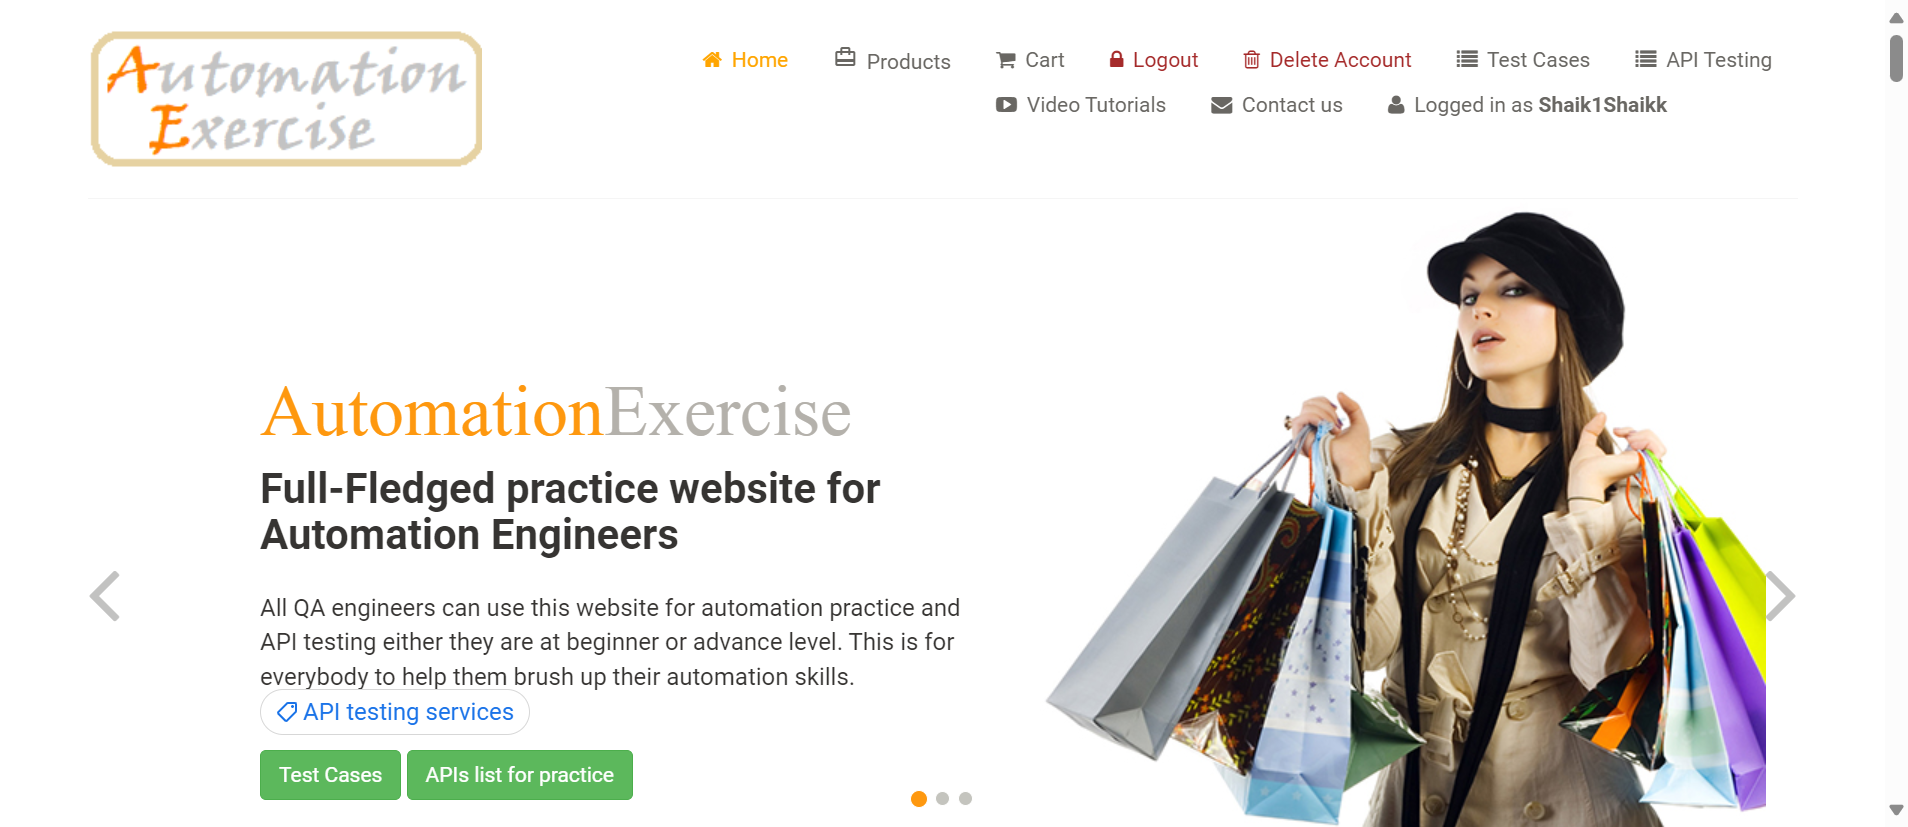 Automation
Exercise
Home
Products
Cart
Logout
Delete Account
Test Cases
API Testing
Video Tutorials
Contact us
Logged in as Shaik1Shaikk
AutomationExercise
Full-Fledged practice website for
Automation Engineers
All QA engineers can use this website for automation practice and
API testing either they are at beginner or advance level. This is for
everybody to help them brush up their automation skills.
API testing services
Test Cases
APIs list for practice